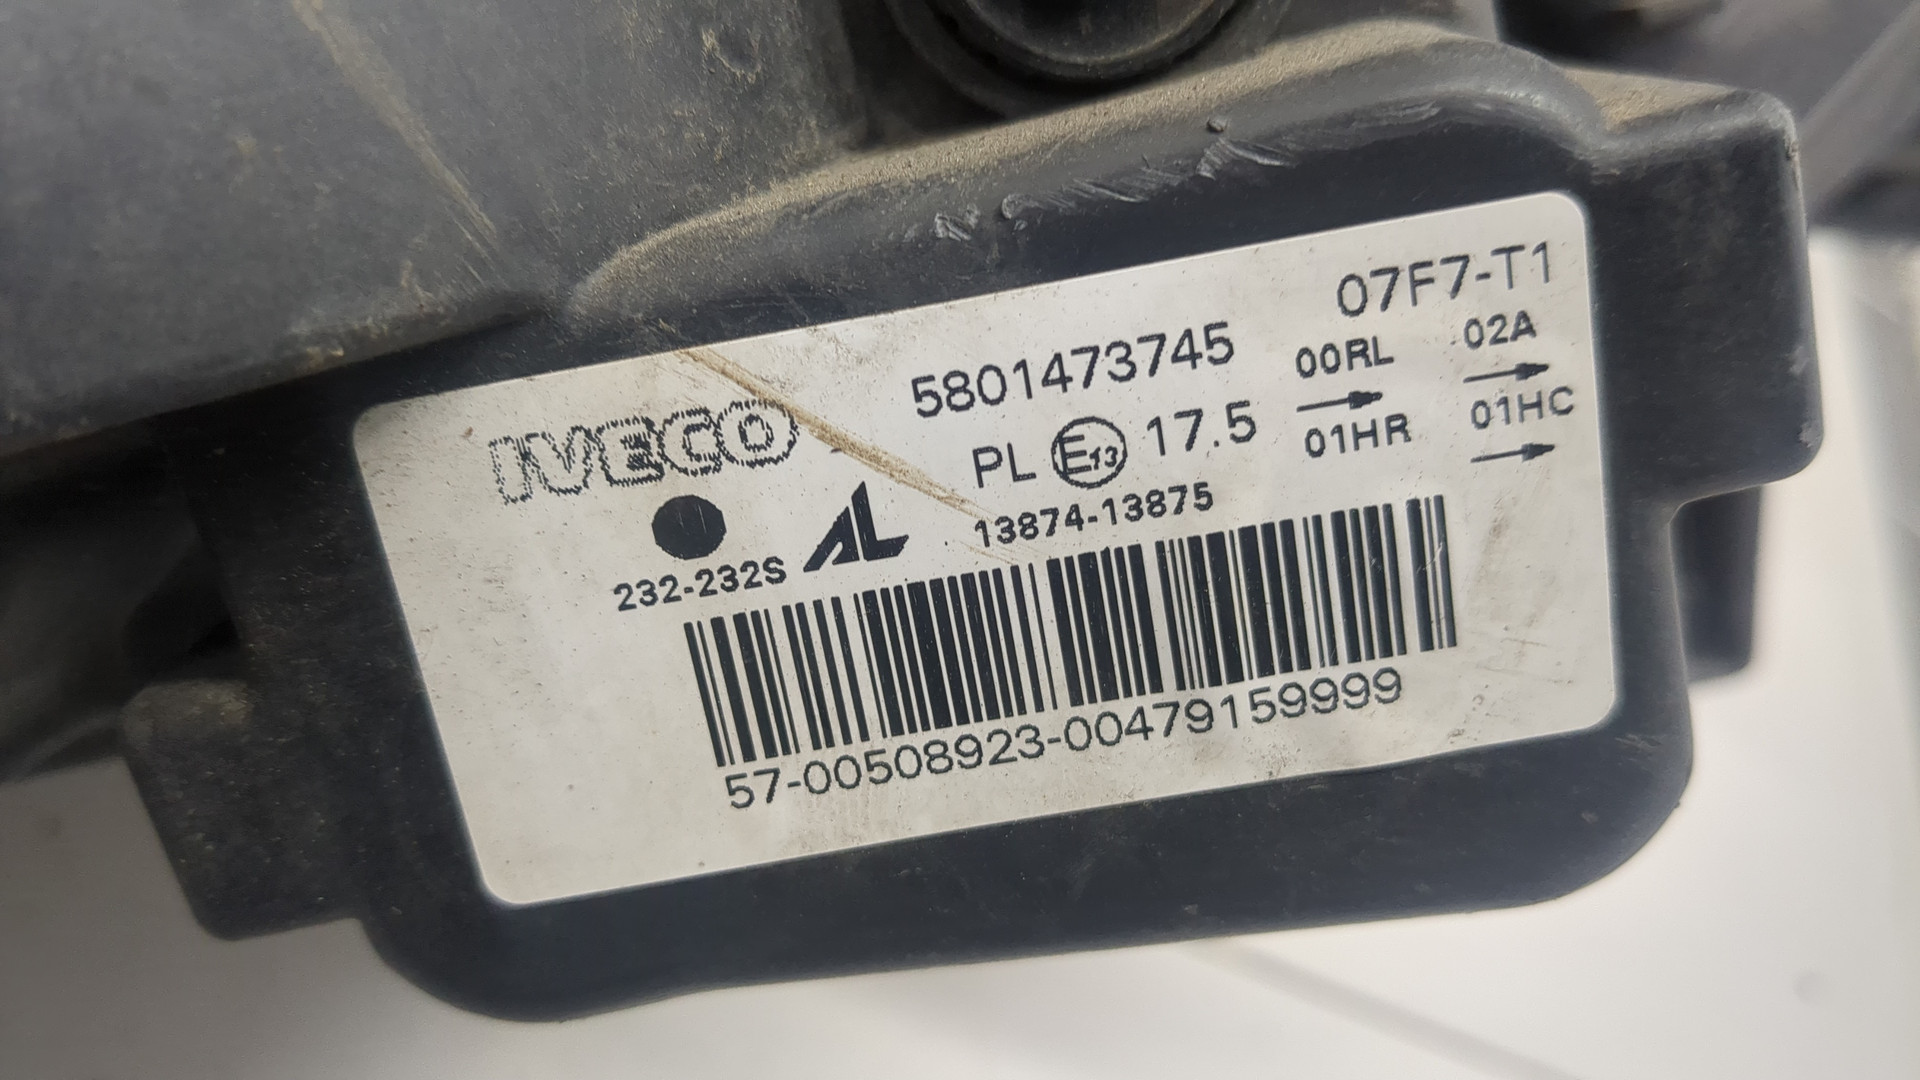 07F7-T1
IVECO 5801473745 00RL 02A
PL E13 17.5 01HR 01HC
232-232S AL 13874-13875
57-00508923-00479159999